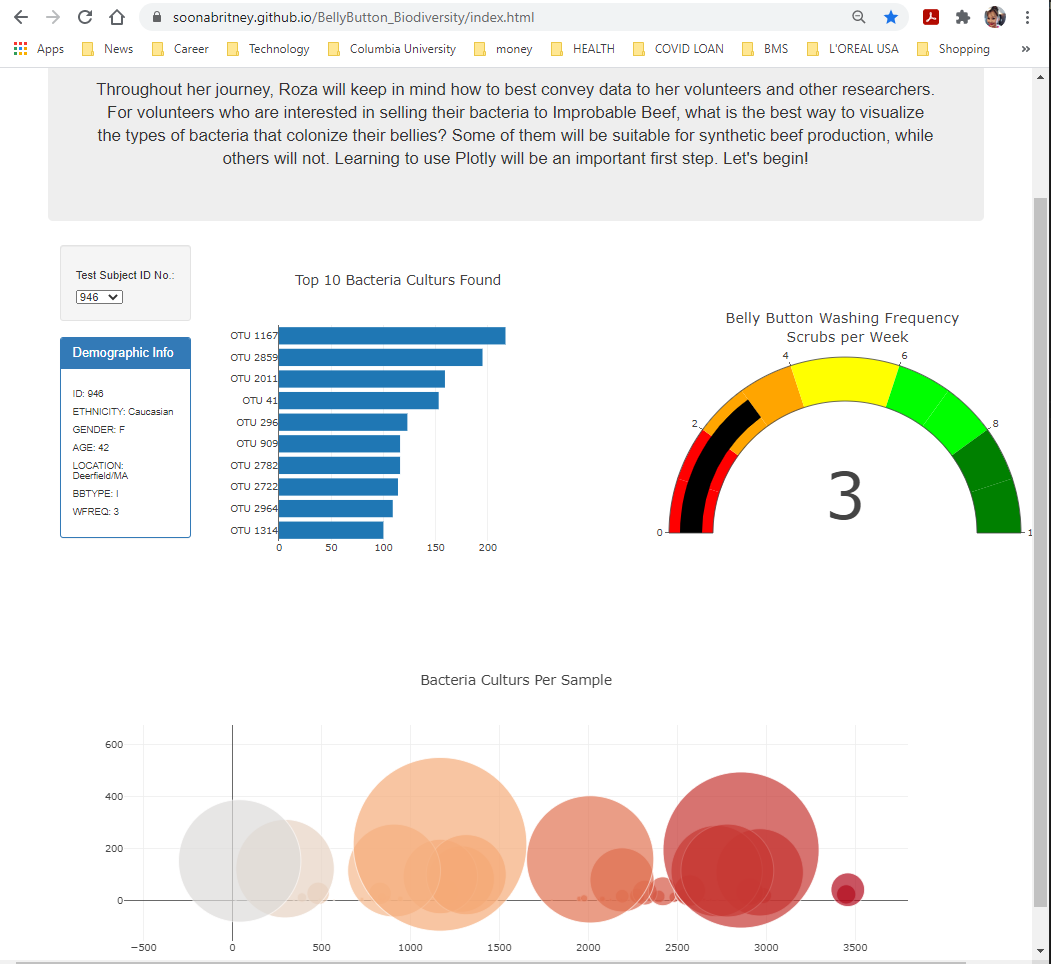 soonabritney.github.io/BellyButton_Biodiversity/index.html
Apps News Career Technology Columbia University money HEALTH COVID LOAN BMS L'OREAL USA Shopping »
Throughout her journey, Roza will keep in mind how to best convey data to her volunteers and other researchers.
For volunteers who are interested in selling their bacteria to Improbable Beef, what is the best way to visualize
the types of bacteria that colonize their bellies? Some of them will be suitable for synthetic beef production, while
others will not. Learning to use Plotly will be an important first step. Let's begin!
Test Subject ID No.:
946
Demographic Info
ID: 946
ETHNICITY: Caucasian
GENDER: F
AGE: 42
LOCATION:
Deerfield/MA
BBTYPE: I
WFREQ: 3
Top 10 Bacteria Culturs Found
OTU 1167
OTU 2859
OTU 2011
OTU 41
OTU 296
OTU 909
OTU 2782
OTU 2722
OTU 2964
OTU 1314
0 50 100 150 200
Belly Button Washing Frequency
Scrubs per Week
4 6
2 8
3
0 1
Bacteria Culturs Per Sample
600
400
200
0
−500 0 500 1000 1500 2000 2500 3000 3500